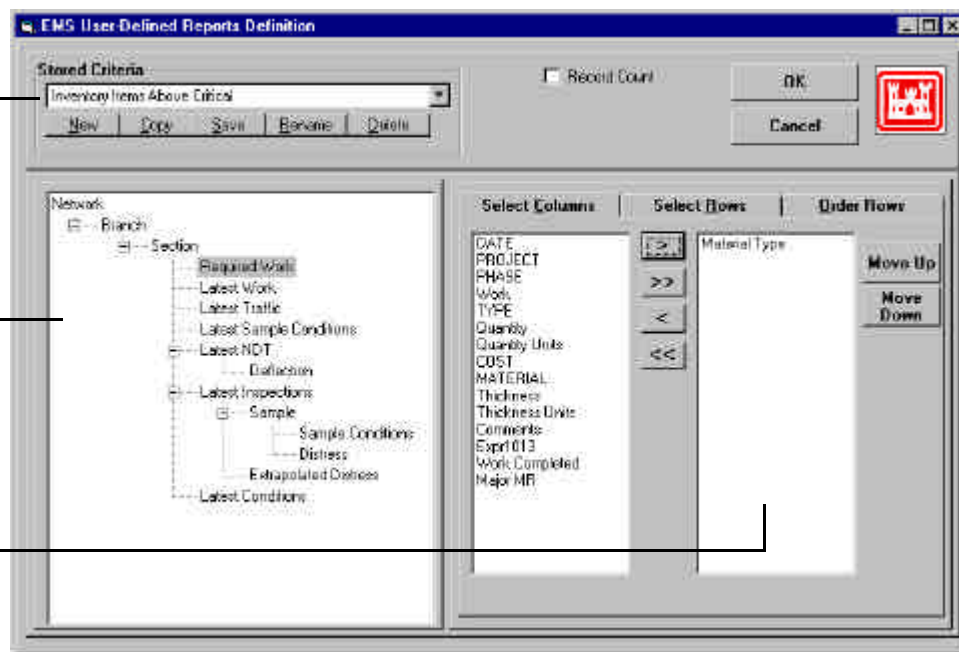 EMS User-Defined Reports Definition
Stored Criteria
Inventory Items Above Critical
New Copy Save Rename Delete
Record Count
OK
Cancel
Network
Branch
Section
Required Work
Latest Work
Latest Traffic
Latest Sample Conditions
Latest NDT
Deflection
Latest Inspections
Sample
Sample Conditions
Distress
Extrapolated Distress
Latest Conditions
Select Columns Select Rows Order Rows
DATE
PROJECT
PHASE
Work
TYPE
Quantity
Quantity Units
COST
MATERIAL
Thickness
Thickness Units
Comments
Expr1013
Work Completed
Major MR
>
>>
<
<<
Material Type
Move Up
Move
Down